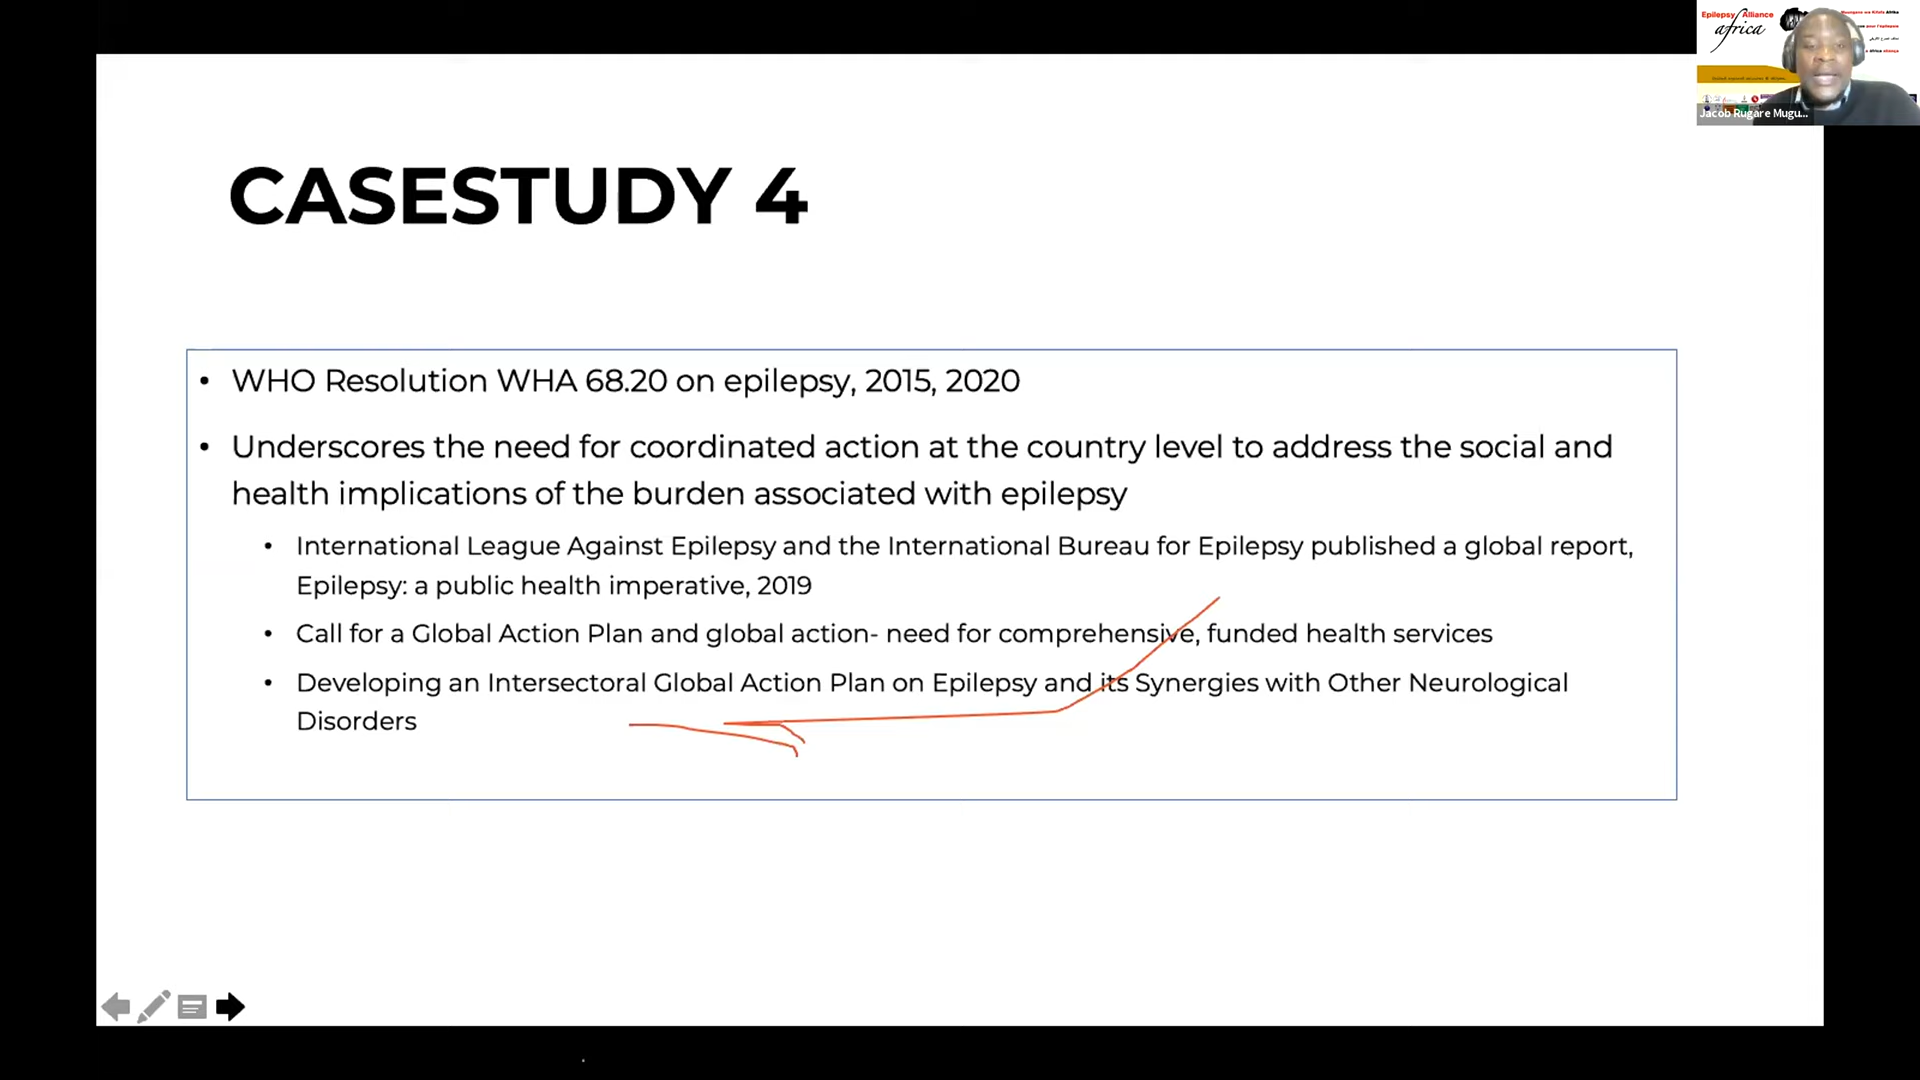 Epilepsy Alliance
africa
CASESTUDY 4
• WHO Resolution WHA 68.20 on epilepsy, 2015, 2020
• Underscores the need for coordinated action at the country level to address the social and
health implications of the burden associated with epilepsy
• International League Against Epilepsy and the International Bureau for Epilepsy published a global report,
Epilepsy: a public health imperative, 2019
• Call for a Global Action Plan and global action- need for comprehensive, funded health services
• Developing an Intersectoral Global Action Plan on Epilepsy and its Synergies with Other Neurological
Disorders
Jacob Rugare Mugu...